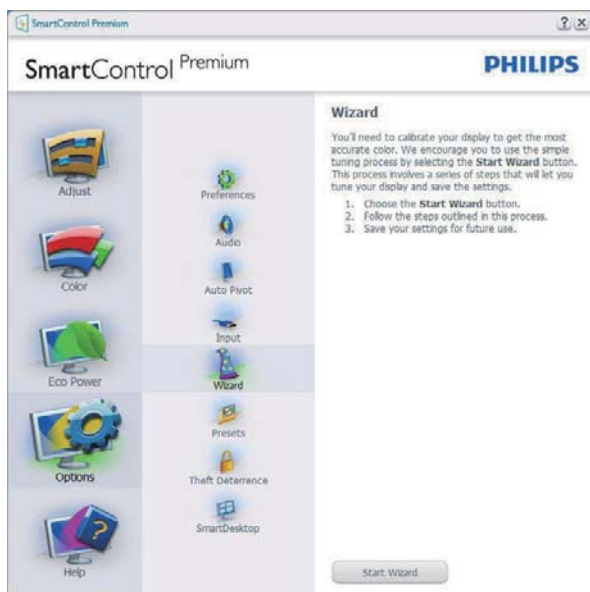 SmartControl Premium
SmartControl Premium
PHILIPS
Adjust
Color
Eco Power
Options
Help
Preferences
Audio
Auto Pivot
Input
Wizard
Presets
Theft Deterrence
SmartDesktop
Wizard
You'll need to calibrate your display to get the most
accurate color. We encourage you to use the simple
tuning process by selecting the Start Wizard button.
This process involves a series of steps that will let you
tune your display and save the settings.
1. Choose the Start Wizard button.
2. Follow the steps outlined in this process.
3. Save your settings for future use.
Start Wizard